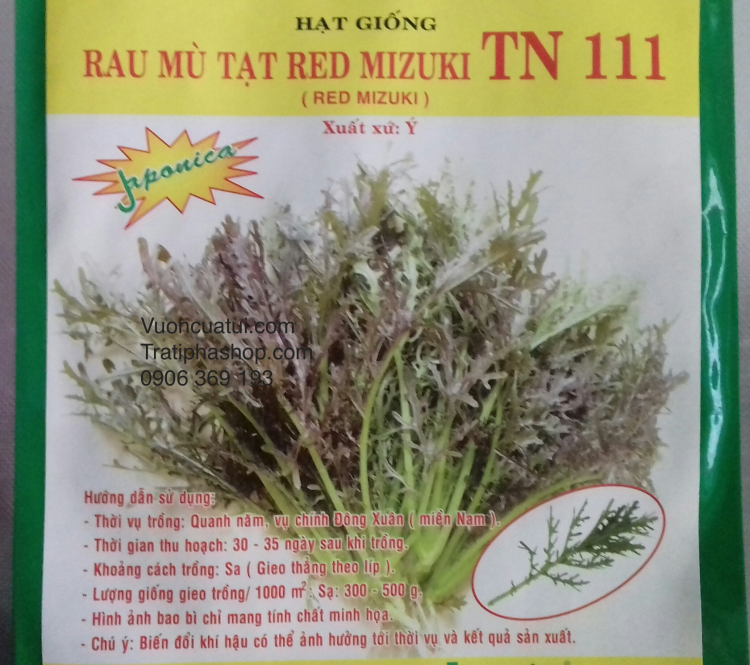 HẠT GIỐNG
RAU MÙ TẠT RED MIZUKI TN 111
( RED MIZUKI )
Xuất xứ: Ý
Japonica
Vuohcuatui.com
Tratiphashop.com
0906 369 193
Hướng dẫn sử dụng:
- Thời vụ trồng: Quanh năm, vụ chính Đông Xuân ( miền Nam ).
- Thời gian thu hoạch: 30 - 35 ngày sau khi trồng.
- Khoảng cách trồng: Sạ ( Gieo thẳng theo líp ).
- Lượng giống gieo trồng/ 1000 m²: Sạ: 300 - 500 g.
- Hình ảnh bao bì chỉ mang tính chất minh họa.
- Chú ý: Biến đổi khí hậu có thể ảnh hưởng tới thời vụ và kết quả sản xuất.